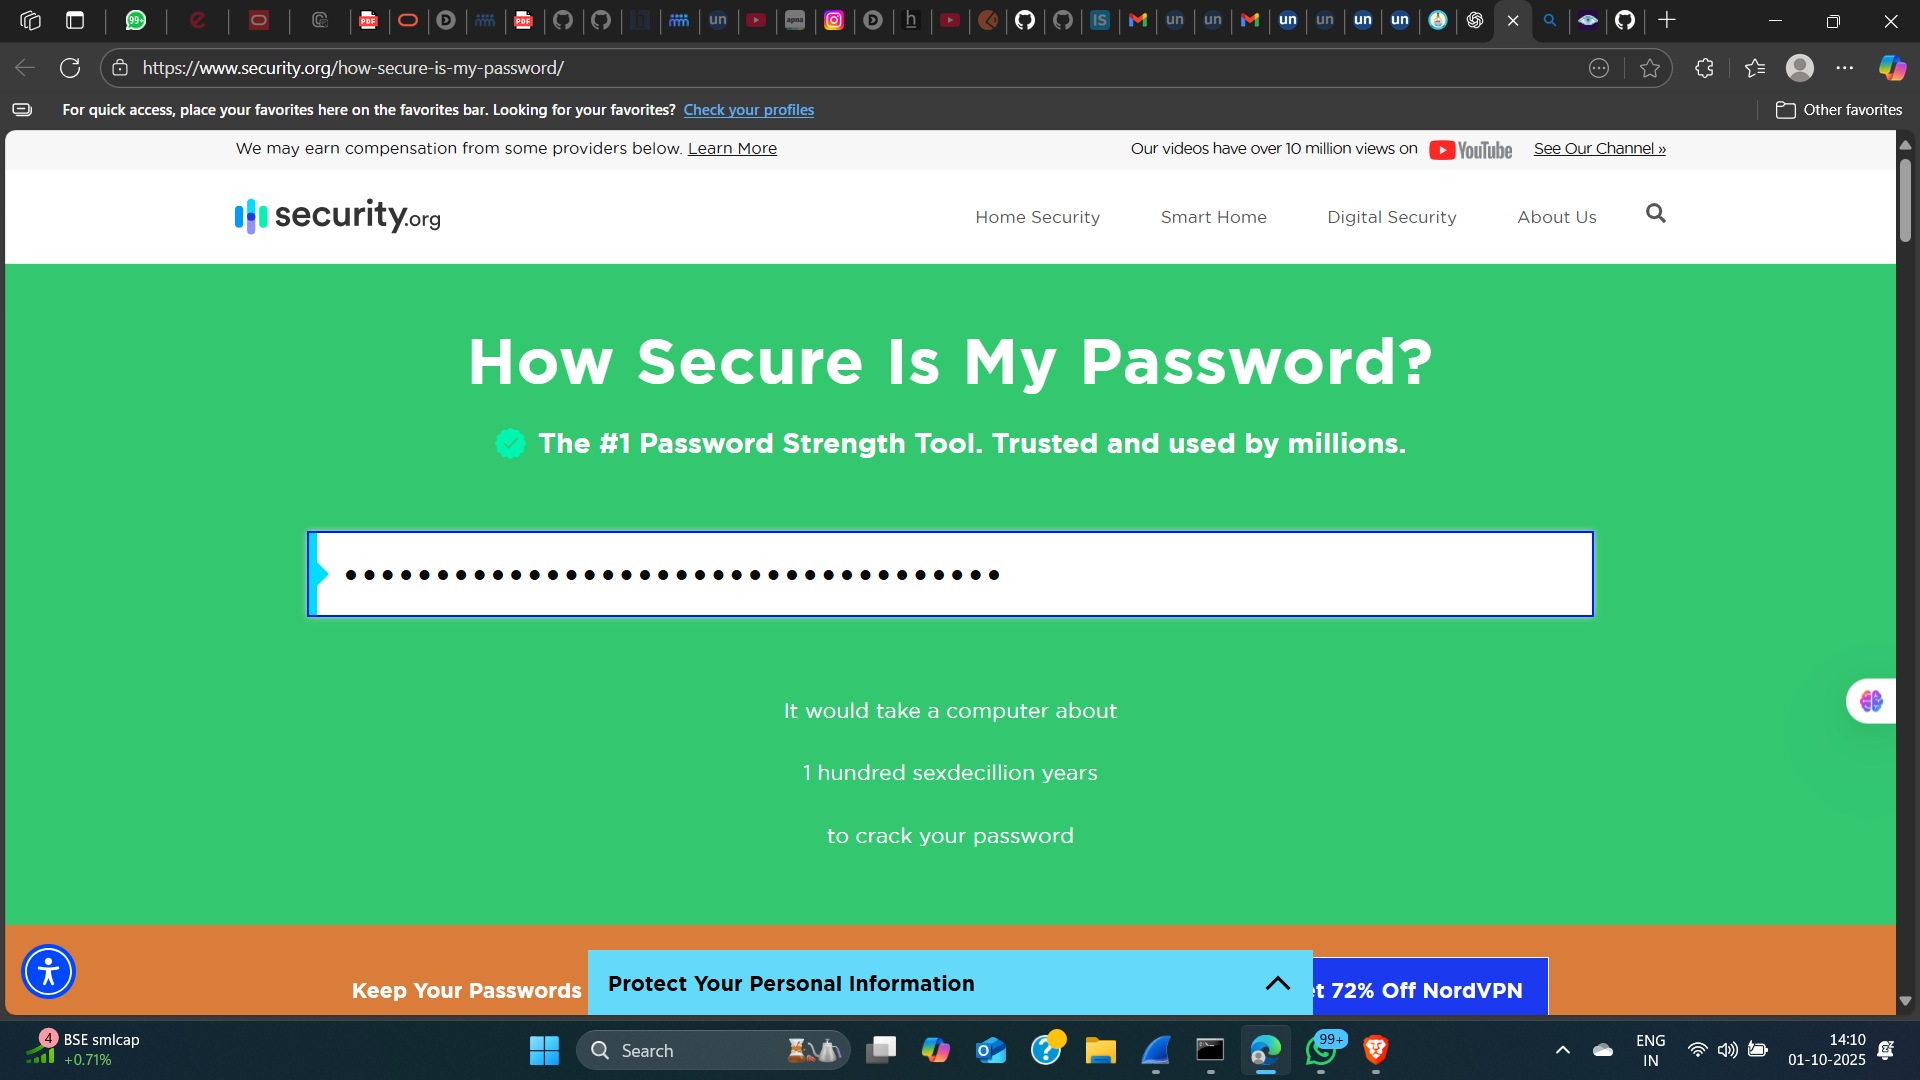 99+
https://www.security.org/how-secure-is-my-password/
For quick access, place your favorites here on the favorites bar. Looking for your favorites? Check your profiles
Other favorites
We may earn compensation from some providers below. Learn More
Our videos have over 10 million views on YouTube See Our Channel »
security.org
Home Security
Smart Home
Digital Security
About Us
How Secure Is My Password?
The #1 Password Strength Tool. Trusted and used by millions.
It would take a computer about
1 hundred sexdecillion years
to crack your password
Keep Your Passwords
Protect Your Personal Information
et 72% Off NordVPN
4
BSE smlcap
+0.71%
Search
99+
ENG
IN
14:10
01-10-2025